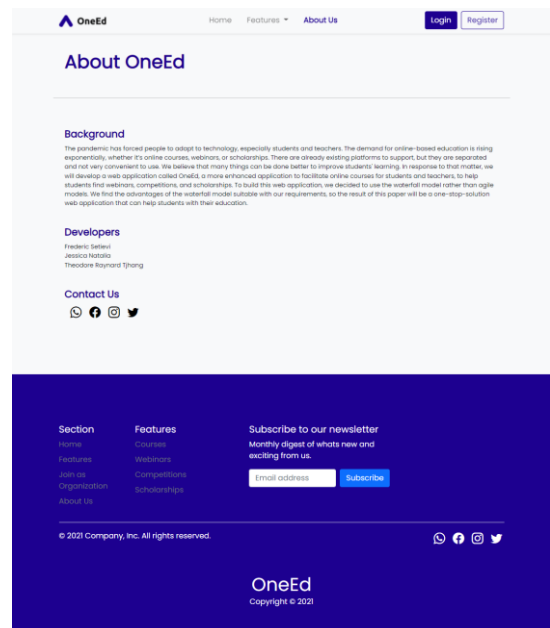 OneEd
Home Features About Us
Login Register
About OneEd
Background
The pandemic has forced people to adapt to technology, especially students and teachers. The demand for online-based education is rising
exponentially, whether it's online courses, webinars, or scholarships. There are already existing platforms to support, but they are separated
and not very convenient to use. We believe that many things can be done better to improve students' learning. In response to that matter, we
will develop a web application called OneEd, a more enhanced application to facilitate online courses for students and teachers, to help
students find webinars, competitions, and scholarships. To build this web application, we decided to use the waterfall model rather than agile
models. We find the advantages of the waterfall model suitable with our requirements, so the result of this paper will be a one-stop-solution
web application that can help students with their education.
Developers
Frederic Setievi
Jessica Natalia
Theodore Raynard Tjhang
Contact Us
Section
Home
Features
Join as
Organization
About Us
Features
Courses
Webinars
Competitions
Scholarships
Subscribe to our newsletter
Monthly digest of whats new and
exciting from us.
Email address Subscribe
© 2021 Company, Inc. All rights reserved.
OneEd
Copyright © 2021